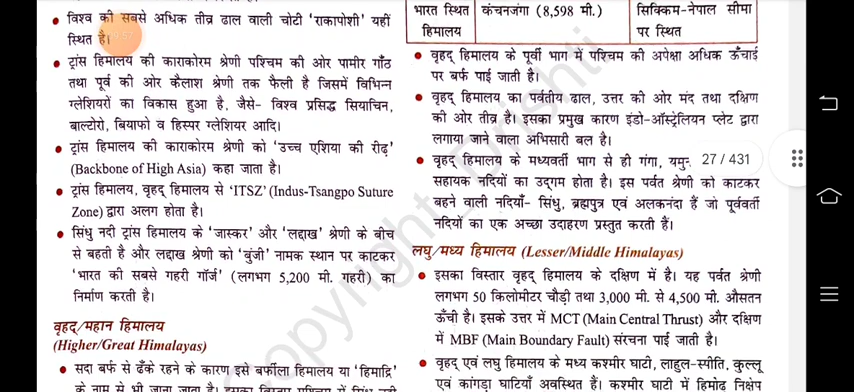 विश्व की सबसे अधिक तीव्र ढाल वाली चोटी 'राकापोशी' यहीं
स्थित है।
ट्रांस हिमालय की काराकोरम श्रेणी पश्चिम की ओर पामीर गाँठ
तथा पूर्व की ओर कैलाश श्रेणी तक फैली है जिसमें विभिन्न
ग्लेशियरों का विकास हुआ है, जैसे- विश्व प्रसिद्ध सियाचिन,
बाल्टोरो, बियाफो व हिस्पर ग्लेशियर आदि।
ट्रांस हिमालय की काराकोरम श्रेणी को 'उच्च एशिया की रीढ़'
(Backbone of High Asia) कहा जाता है।
ट्रांस हिमालय, वृहद् हिमालय से 'ITSZ' (Indus-Tsangpo Suture
Zone) द्वारा अलग होता है।
सिंधु नदी ट्रांस हिमालय के 'जास्कर' और 'लद्दाख' श्रेणी के बीच
से बहती है और लद्दाख श्रेणी को 'बुंजी' नामक स्थान पर काटकर
'भारत की सबसे गहरी गॉर्ज' (लगभग 5,200 मी. गहरी) का
निर्माण करती है।
वृहद्/महान हिमालय
(Higher/Great Himalayas)
सदा बर्फ से ढँके रहने के कारण इसे बर्फीला हिमालय या 'हिमाद्रि'
के नाम से भी जाना जाता है। इसका विस्तार पश्चिम में सिंधु नदी
भारत स्थित कंचनजंगा (8,598 मी.) सिक्किम-नेपाल सीमा
हिमालय पर स्थित
वृहद् हिमालय के पूर्वी भाग में पश्चिम की अपेक्षा अधिक ऊँचाई
पर बर्फ पाई जाती है।
वृहद् हिमालय का पर्वतीय ढाल, उत्तर की ओर मंद तथा दक्षिण
की ओर तीव्र है। इसका प्रमुख कारण इंडो-ऑस्ट्रेलियन प्लेट द्वारा
लगाया जाने वाला अभिसारी बल है।
वृहद् हिमालय के मध्यवर्ती भाग से ही गंगा, यमु 27 / 431
सहायक नदियों का उद्गम होता है। इस पर्वत श्रेणी को काटकर
बहने वाली नदियाँ- सिंधु, ब्रह्मपुत्र एवं अलकनंदा हैं जो पूर्ववर्ती
नदियों का एक अच्छा उदाहरण प्रस्तुत करती हैं।
लघु/मध्य हिमालय (Lesser/Middle Himalayas)
इसका विस्तार वृहद् हिमालय के दक्षिण में है। यह पर्वत श्रेणी
लगभग 50 किलोमीटर चौड़ी तथा 3,000 मी. से 4,500 मी. औसतन
ऊँची है। इसके उत्तर में MCT (Main Central Thrust) और दक्षिण
में MBF (Main Boundary Fault) संरचना पाई जाती है।
वृहद् एवं लघु हिमालय के मध्य कश्मीर घाटी, लाहुल-स्पीति, कुल्लू
एवं कांगड़ा घाटियाँ अवस्थित हैं। कश्मीर घाटी में हिमोढ़ निक्षेप
Copyright_Drishti